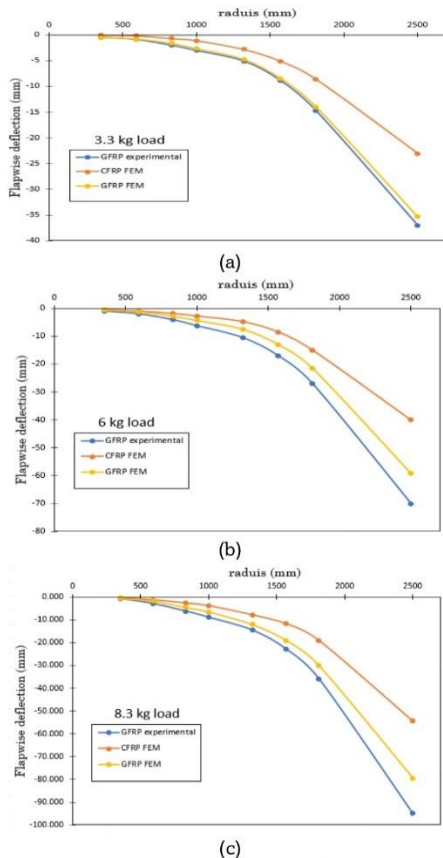 raduis (mm)
0 500 1000 1500 2000 2500
0
-5
-10
-15
-20
-25
-30
-35
-40
Flapwise deflection (mm)
3.3 kg load
GFRP experimental
CFRP FEM
GFRP FEM
(a)
raduis (mm)
0 500 1000 1500 2000 2500
0
-10
-20
-30
-40
-50
-60
-70
-80
Flapwise deflection (mm)
6 kg load
GFRP experimental
CFRP FEM
GFRP FEM
(b)
raduis (mm)
0 500 1000 1500 2000 2500
0.000
-10.000
-20.000
-30.000
-40.000
-50.000
-60.000
-70.000
-80.000
-90.000
-100.000
Flapwise deflection (mm)
8.3 kg load
GFRP experimental
CFRP FEM
GFRP FEM
(c)